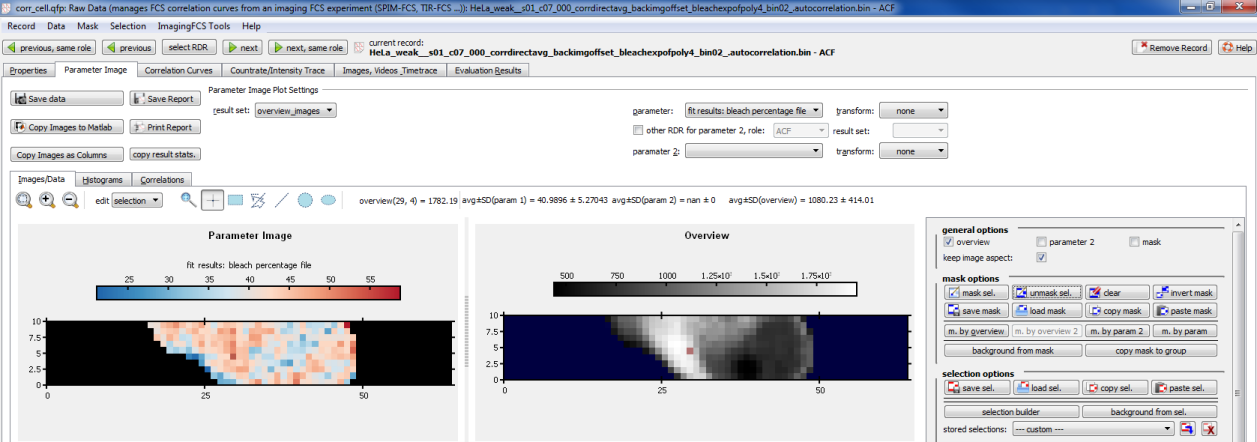 corr_cell.qfp: Raw Data (manages FCS correlation curves from an imaging FCS experiment (SPIM-FCS, TIR-FCS ...)): HeLa_weak__s01_c07_000_corrdirectavg_backimgoffset_bleachexpofpoly4_bin02_.autocorrelation.bin - ACF
Record Data Mask Selection ImagingFCS Tools Help
previous, same role previous select RDR next next, same role current record: Remove Record Help
HeLa_weak__s01_c07_000_corrdirectavg_backimgoffset_bleachexpofpoly4_bin02_.autocorrelation.bin - ACF
Properties Parameter Image Correlation Curves Countrate/Intensity Trace Images, Videos, Timetrace Evaluation Results
Parameter Image Plot Settings
Save data Save Report result set: overview_images parameter: fit results: bleach percentage file transform: none
Copy Images to Matlab Print Report other RDR for parameter 2, role: ACF result set:
Copy Images as Columns copy result stats. paramater 2: transform: none
Images/Data Histograms Correlations
edit selection overview(29, 4) = 1782.19 avg±SD(param 1) = 40.9896 ± 5.27043 avg±SD(param 2) = nan ± 0 avg±SD(overview) = 1080.23 ± 414.01
Parameter Image
fit results: bleach percentage file
25 30 35 40 45 50 55
10
7.5
5
2.5
0
0 25 50
Overview
500 750 1000 1.25×10³ 1.5×10³ 1.75×10³
10
7.5
5
2.5
0
0 25 50
general options
overview parameter 2 mask
keep image aspect:
mask options
mask sel. unmask sel. clear invert mask
save mask load mask copy mask paste mask
m. by overview m. by overview 2 m. by param 2 m. by param
background from mask copy mask to group
selection options
save sel. load sel. copy sel. paste sel.
selection builder background from sel.
stored selections: --- custom ---